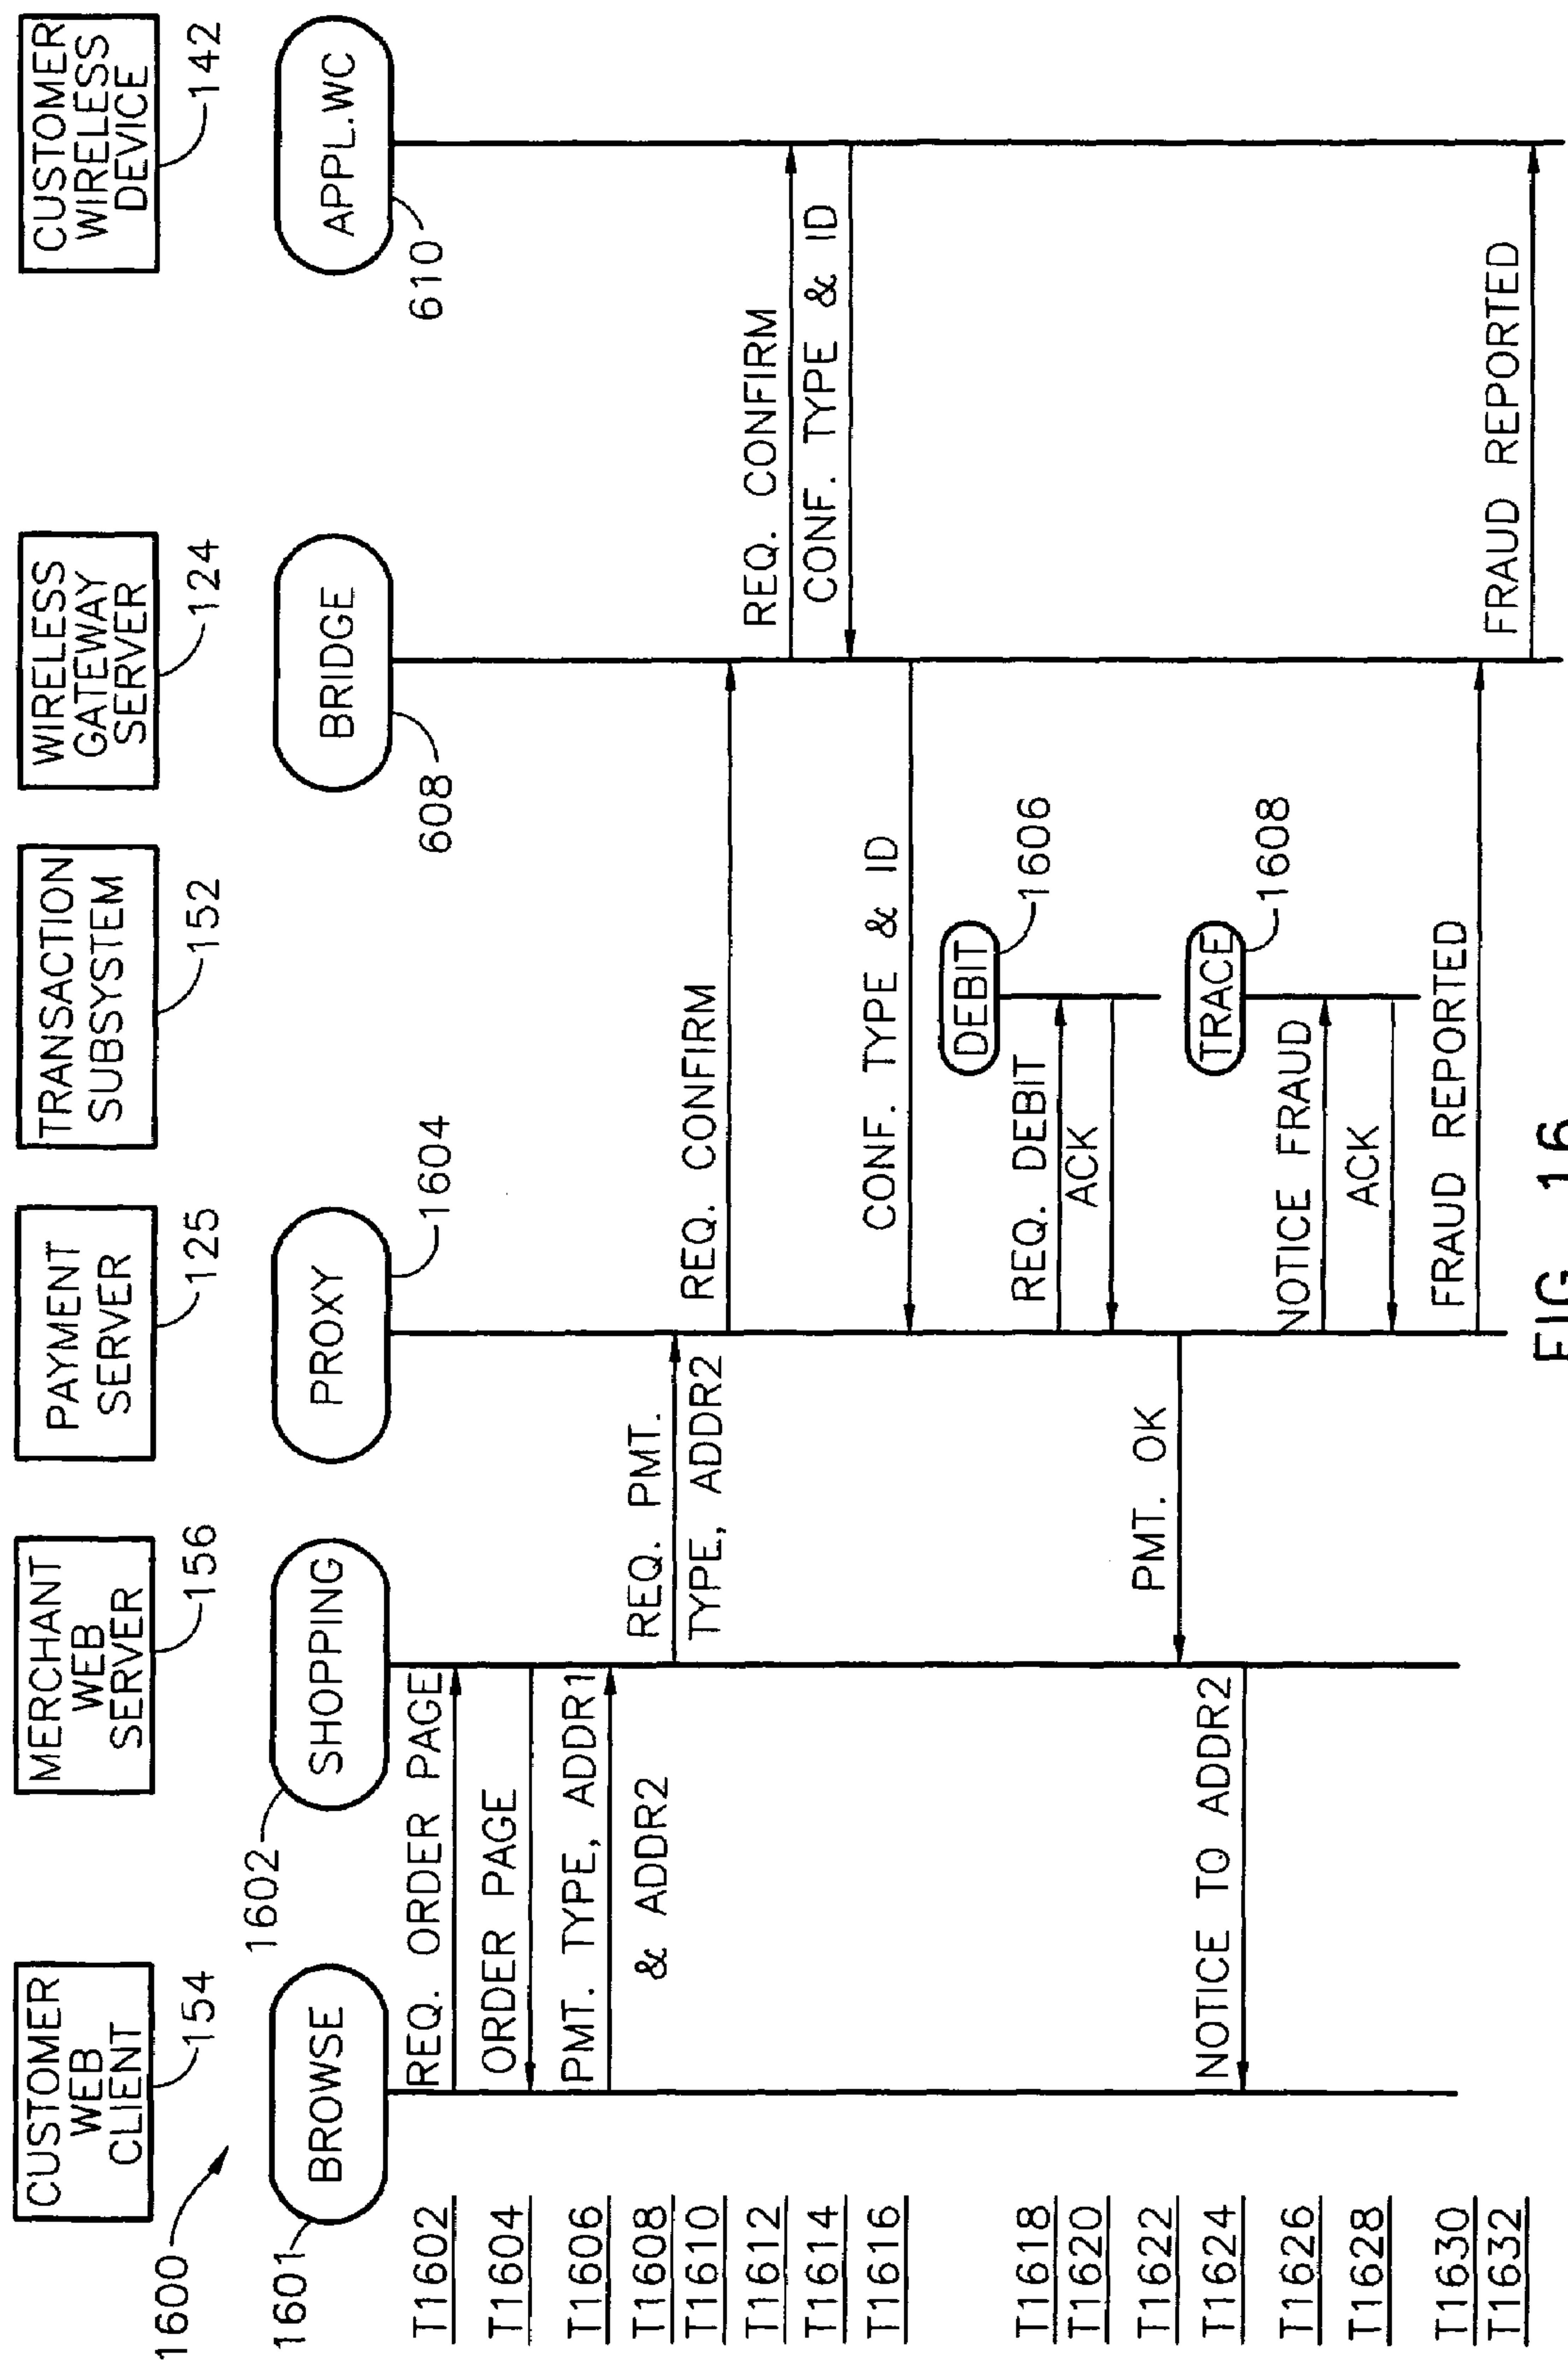 1600
CUSTOMER
WEB
CLIENT
154
MERCHANT
WEB
SERVER
156
PAYMENT
SERVER
125
TRANSACTION
SUBSYSTEM
152
WIRELESS
GATEWAY
SERVER
124
CUSTOMER
WIRELESS
DEVICE
142
1601
BROWSE
1602
SHOPPING
PROXY
1604
BRIDGE
608
APPL.WC
610
T1602
REQ. ORDER PAGE
T1604
ORDER PAGE
T1606
PMT. TYPE, ADDR1
& ADDR2
T1608
REQ. PMT.
TYPE, ADDR2
T1610
REQ. CONFIRM
T1612
REQ. CONFIRM
T1614
CONF. TYPE & ID
T1616
CONF. TYPE & ID
DEBIT
1606
T1618
REQ. DEBIT
T1620
ACK
T1622
PMT. OK
T1624
NOTICE TO ADDR2
TRACE
1608
T1626
NOTICE FRAUD
T1628
ACK
T1630
FRAUD REPORTED
T1632
FRAUD REPORTED
FIG. 16